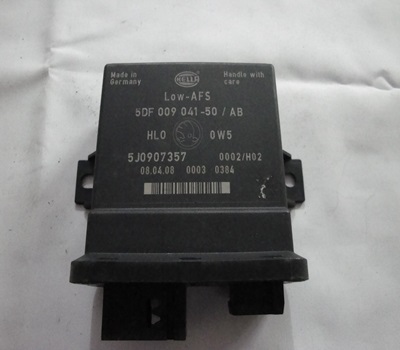 Made in Germany HELLA Handle with care
Low-AFS
5DF 009 041-50 / AB
HLO 0W5
5J0907357 0002/H02
08.04.08 0003 0384